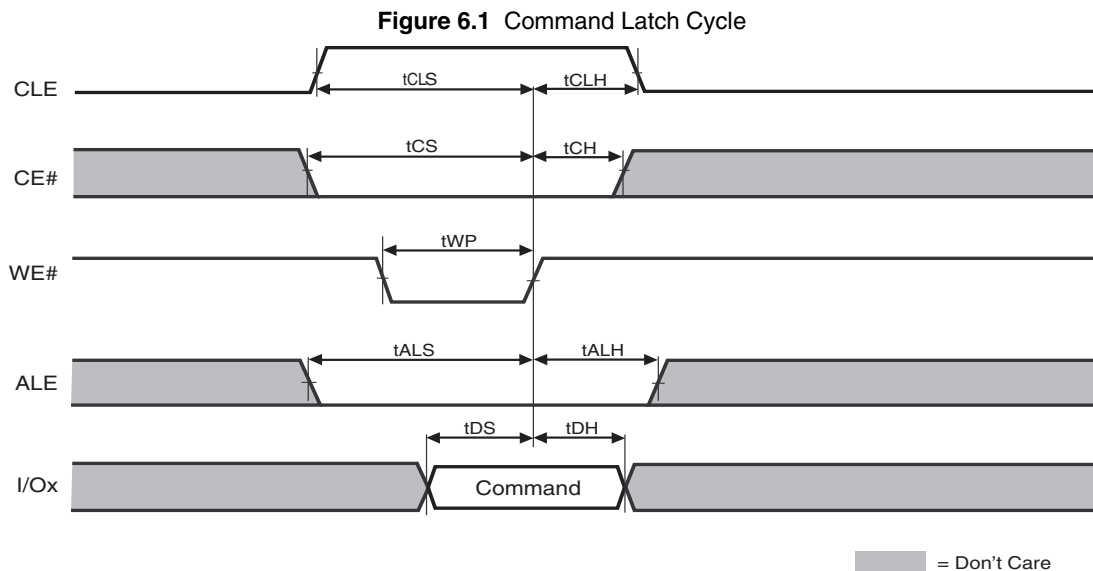 Figure 6.1 Command Latch Cycle
CLE
tCLS
tCLH
CE#
tCS
tCH
WE#
tWP
ALE
tALS
tALH
I/Ox
tDS
tDH
Command
= Don't Care